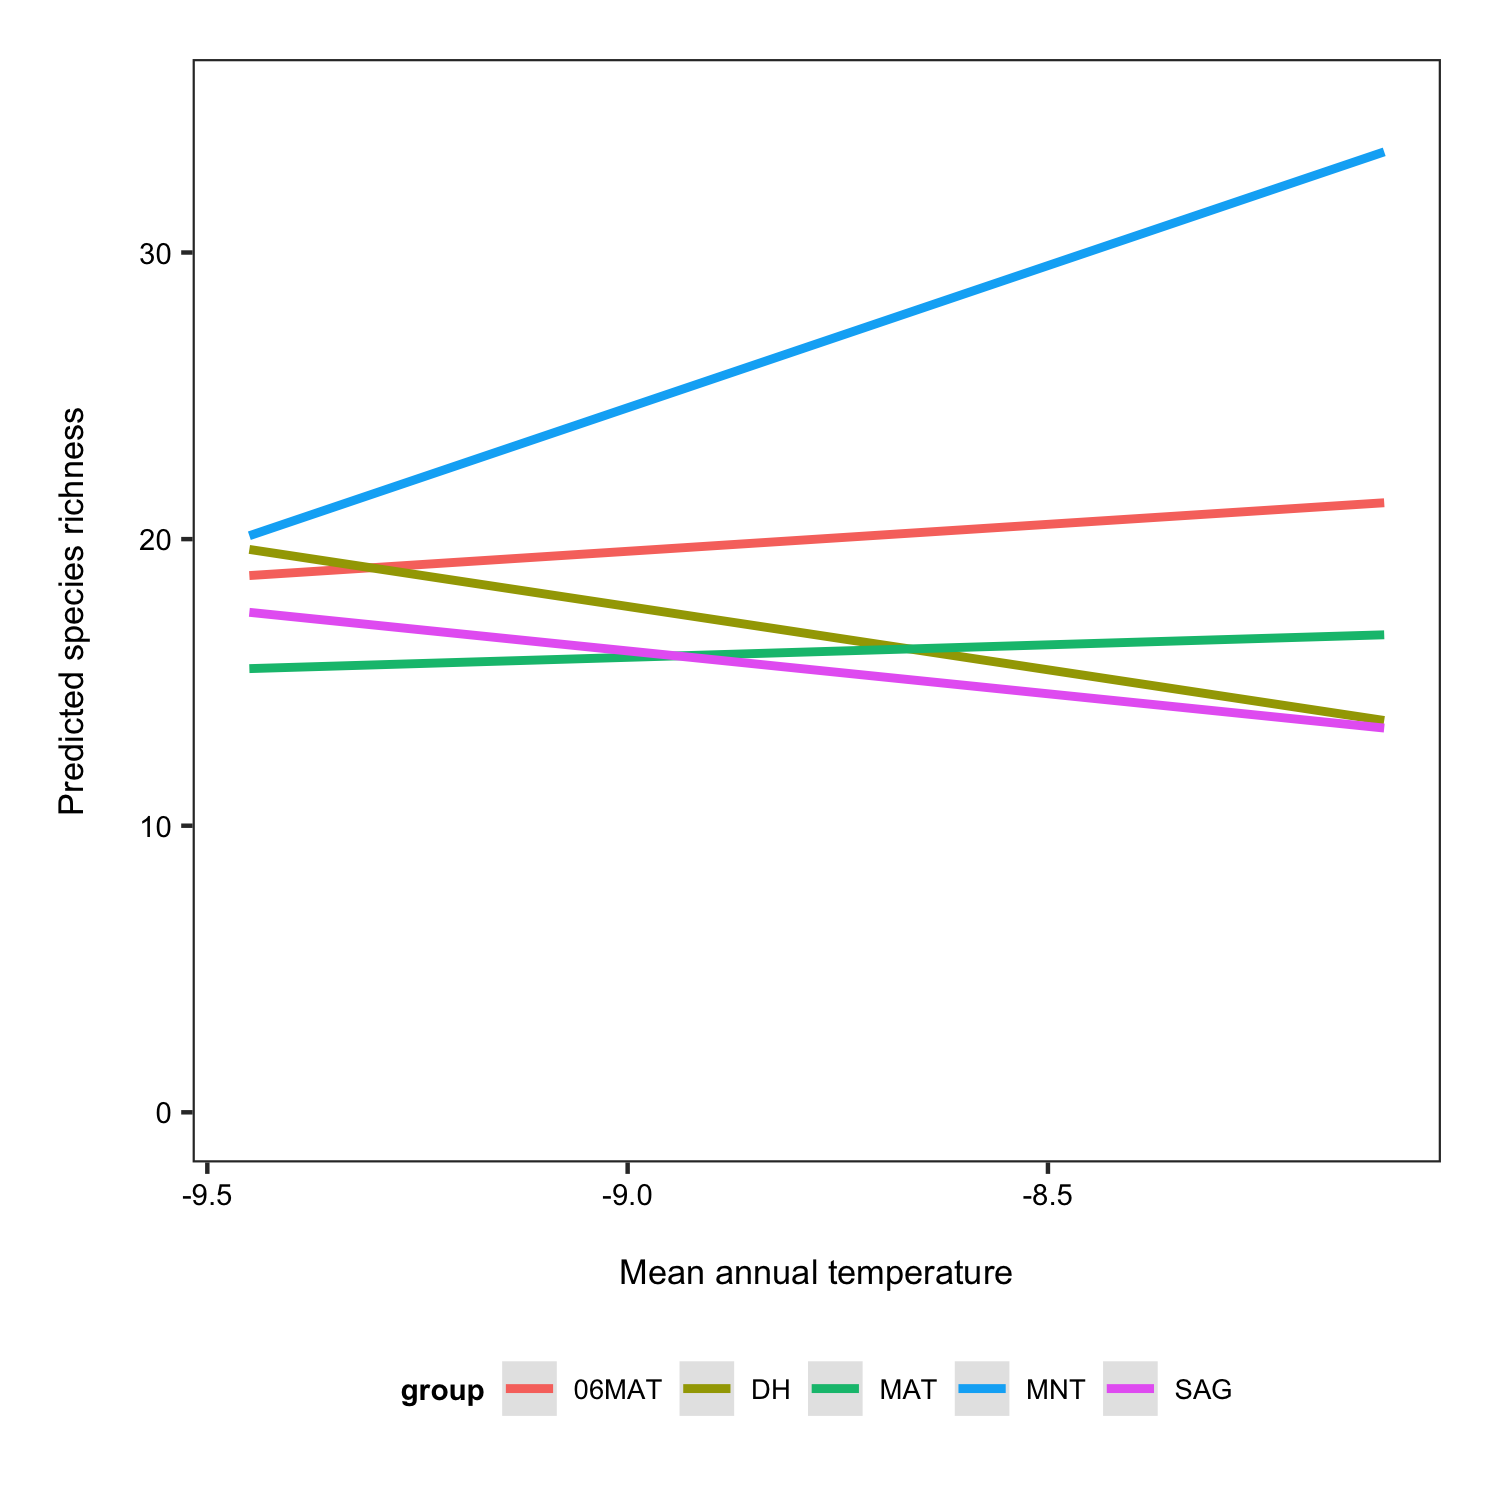 Predicted species richness
30
20
10
0
-9.5 -9.0 -8.5
Mean annual temperature
group 06MAT DH MAT MNT SAG